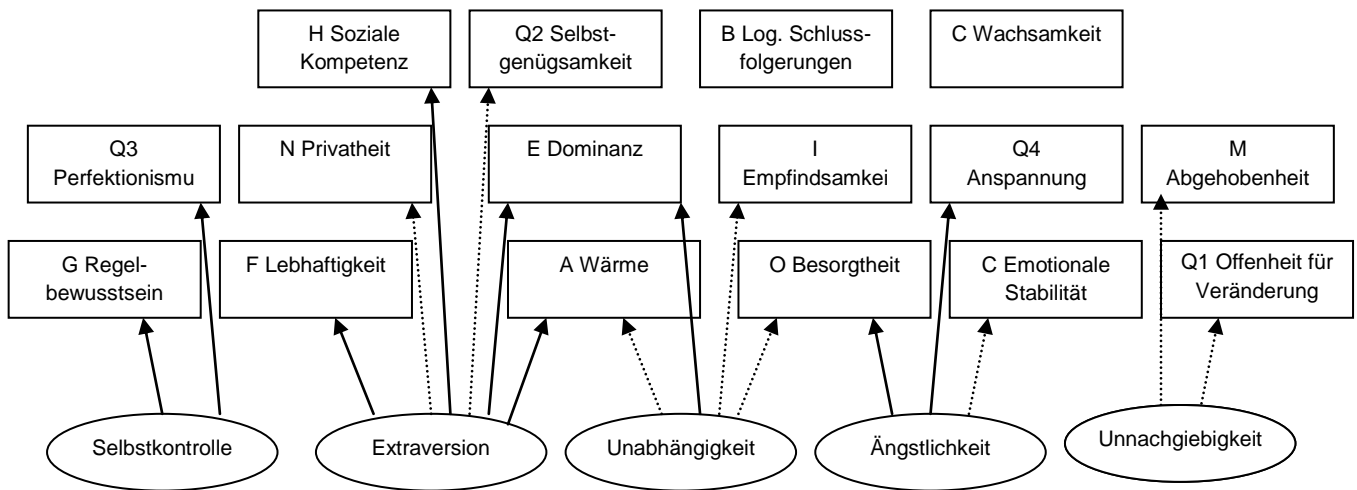 H Soziale
Kompetenz
Q2 Selbst-
genügsamkeit
B Log. Schluss-
folgerungen
C Wachsamkeit
Q3
Perfektionismu
N Privatheit
E Dominanz
I
Empfindsamkei
Q4
Anspannung
M
Abgehobenheit
G Regel-
bewusstsein
F Lebhaftigkeit
A Wärme
O Besorgtheit
C Emotionale
Stabilität
Q1 Offenheit für
Veränderung
Selbstkontrolle
Extraversion
Unabhängigkeit
Ängstlichkeit
Unnachgiebigkeit